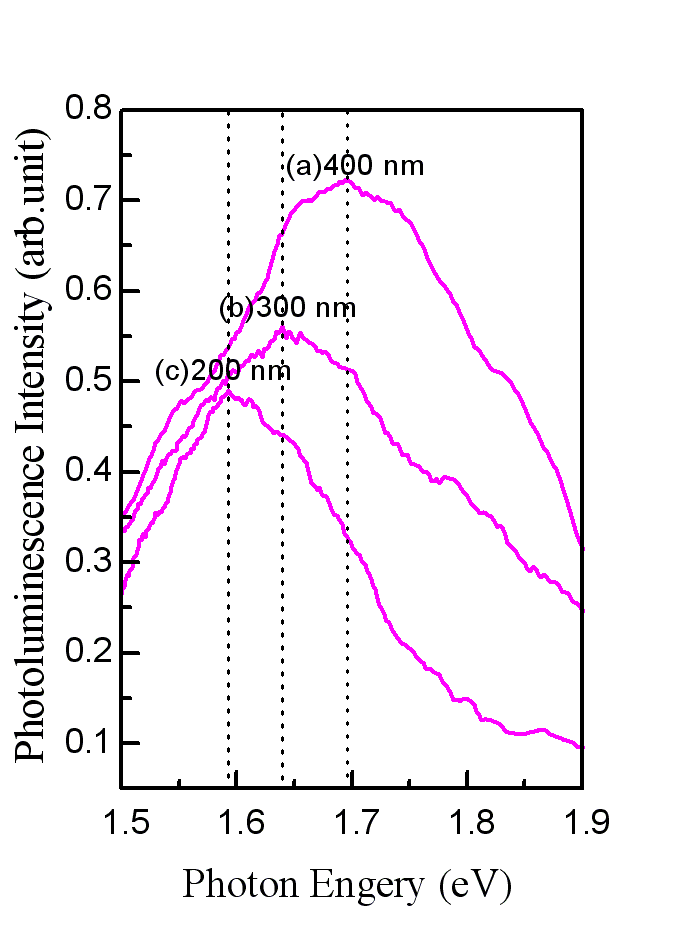 0.8
0.7
0.6
0.5
0.4
0.3
0.2
0.1
Photoluminescence Intensity (arb.unit)
(a)400 nm
(b)300 nm
(c)200 nm
1.5 1.6 1.7 1.8 1.9
Photon Engery (eV)